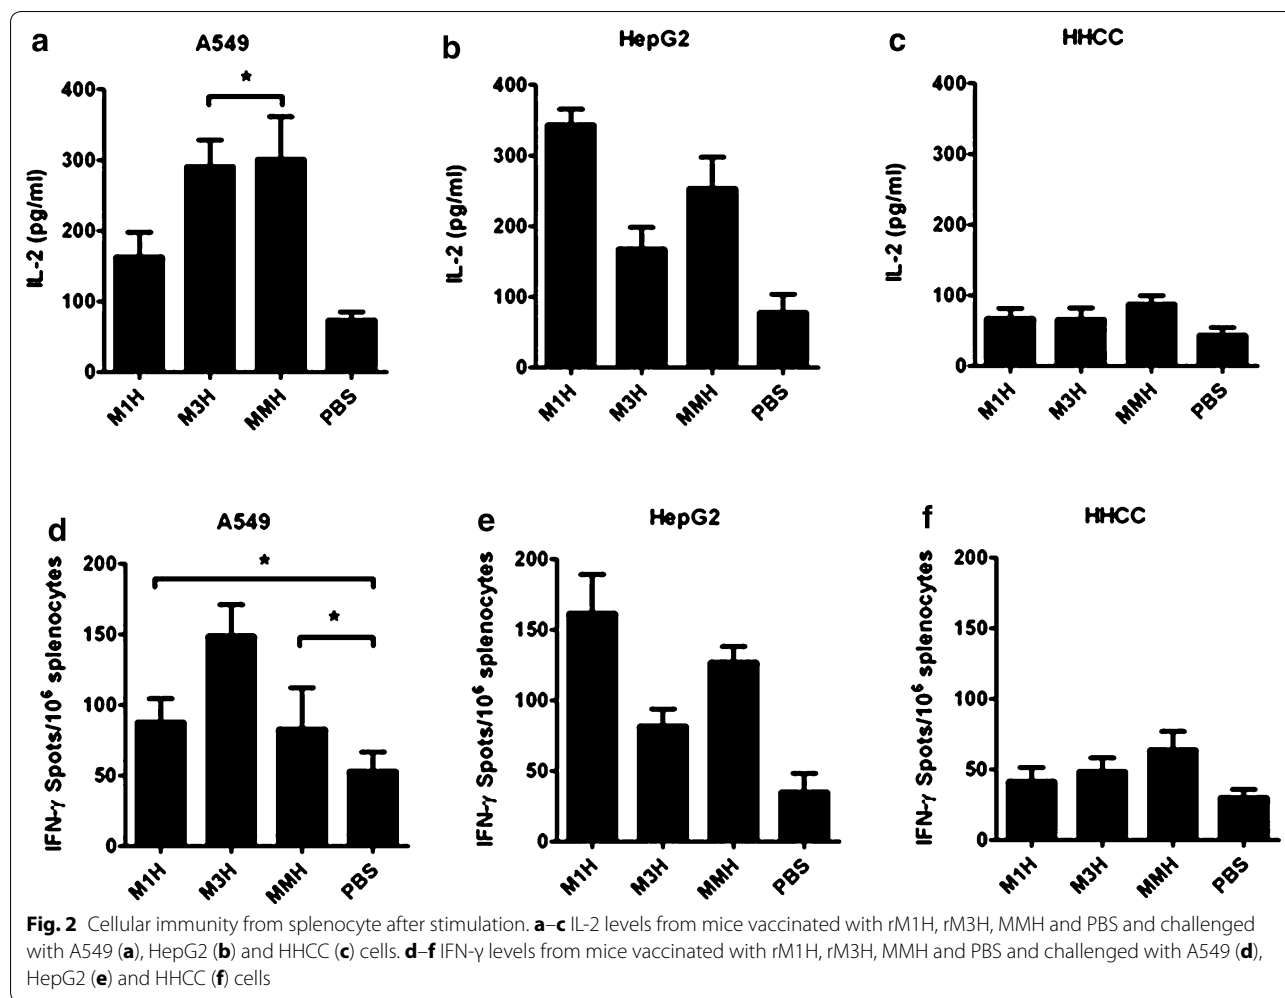 a
A549
*
IL-2 (pg/ml)
400
300
200
100
0
M1H
M3H
MMH
PBS
b
HepG2
IL-2 (pg/ml)
400
300
200
100
0
M1H
M3H
MMH
PBS
c
HHCC
IL-2 (pg/ml)
400
300
200
100
0
M1H
M3H
MMH
PBS
d
A549
*
*
IFN-γ Spots/10⁶ splenocytes
200
150
100
50
0
M1H
M3H
MMH
PBS
e
HepG2
IFN-γ Spots/10⁶ splenocytes
200
150
100
50
0
M1H
M3H
MMH
PBS
f
HHCC
IFN-γ Spots/10⁶ splenocytes
200
150
100
50
0
M1H
M3H
MMH
PBS
Fig. 2 Cellular immunity from splenocyte after stimulation. a–c IL-2 levels from mice vaccinated with rM1H, rM3H, MMH and PBS and challenged
with A549 (a), HepG2 (b) and HHCC (c) cells. d–f IFN-γ levels from mice vaccinated with rM1H, rM3H, MMH and PBS and challenged with A549 (d),
HepG2 (e) and HHCC (f) cells